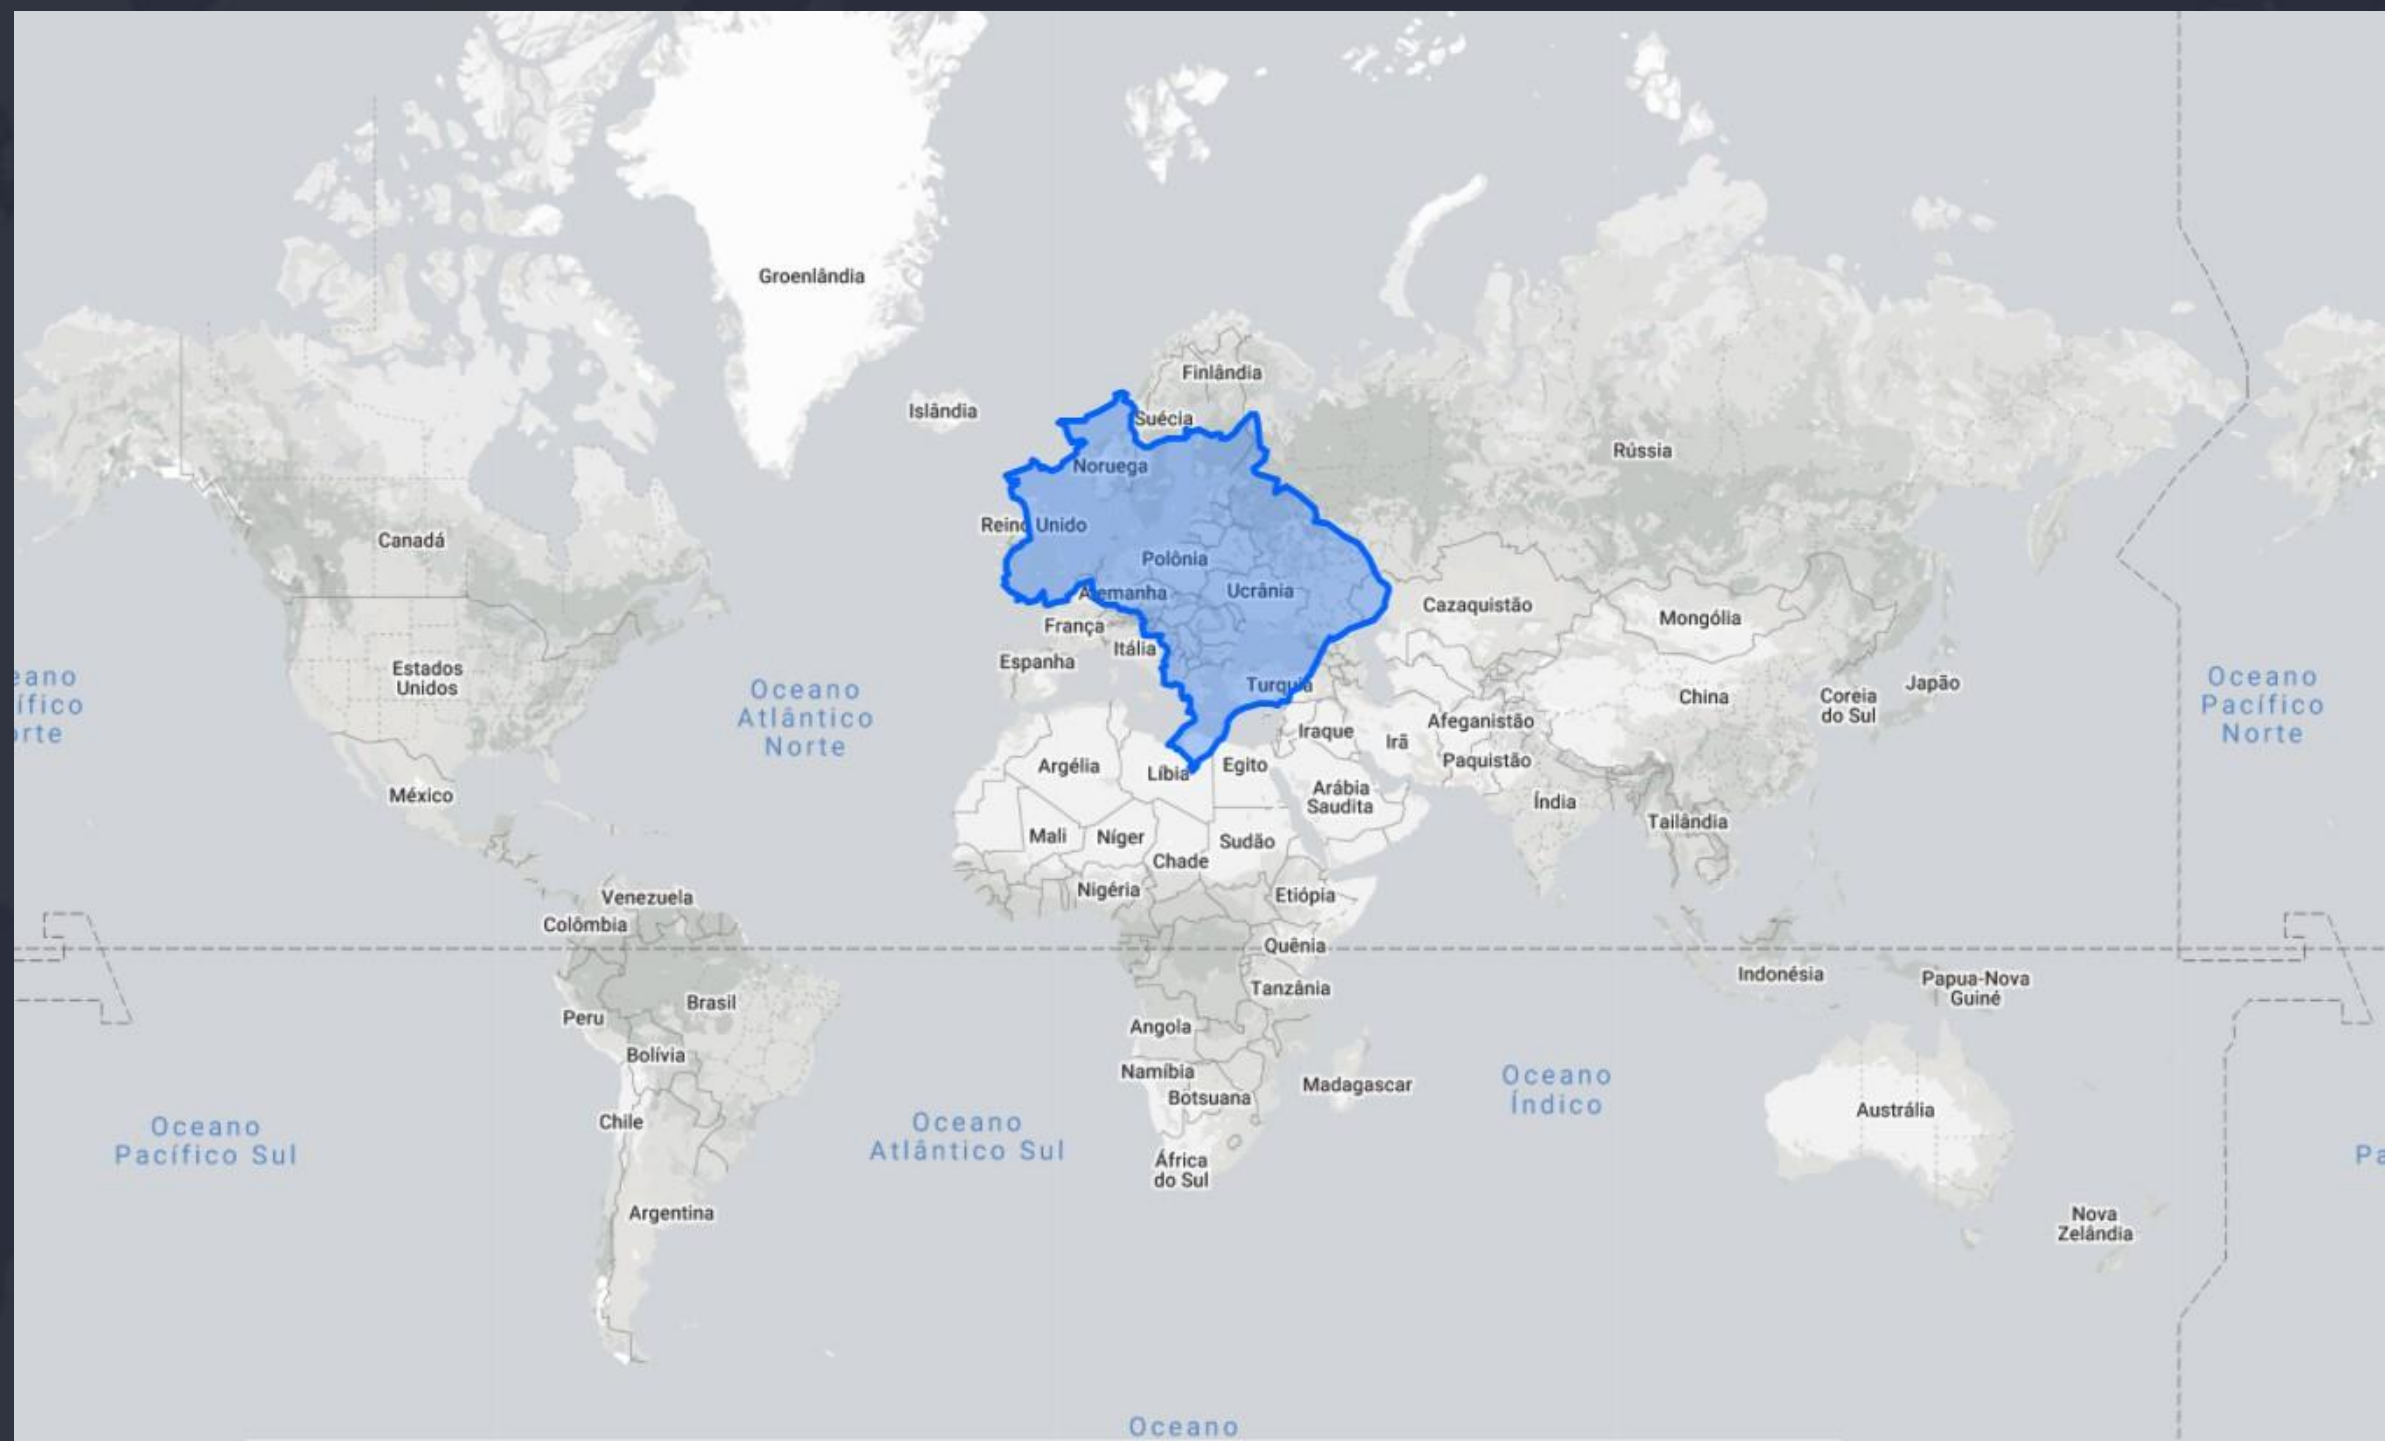 Groenlândia
Finlândia
Islândia
Suécia
Rússia
Noruega
Reino Unido
Canadá
Polônia
Alemanha
Ucrânia
Cazaquistão
Mongólia
França
Itália
Espanha
Estados
Unidos
eano
ífico
orte
Oceano
Atlântico
Norte
Turquia
China
Coreia
do Sul
Japão
Oceano
Pacífico
Norte
Afeganistão
Iraque
Irã
Paquistão
Argélia
Líbia
Egito
México
Arábia
Saudita
Índia
Tailândia
Mali
Níger
Sudão
Chade
Nigéria
Etiópia
Venezuela
Colômbia
Quênia
Indonésia
Papua-Nova
Guiné
Tanzânia
Brasil
Peru
Angola
Bolívia
Namíbia
Madagascar
Botsuana
Oceano
Índico
Austrália
Chile
Oceano
Pacífico Sul
Oceano
Atlântico Sul
Pa
África
do Sul
Argentina
Nova
Zelândia
Oceano